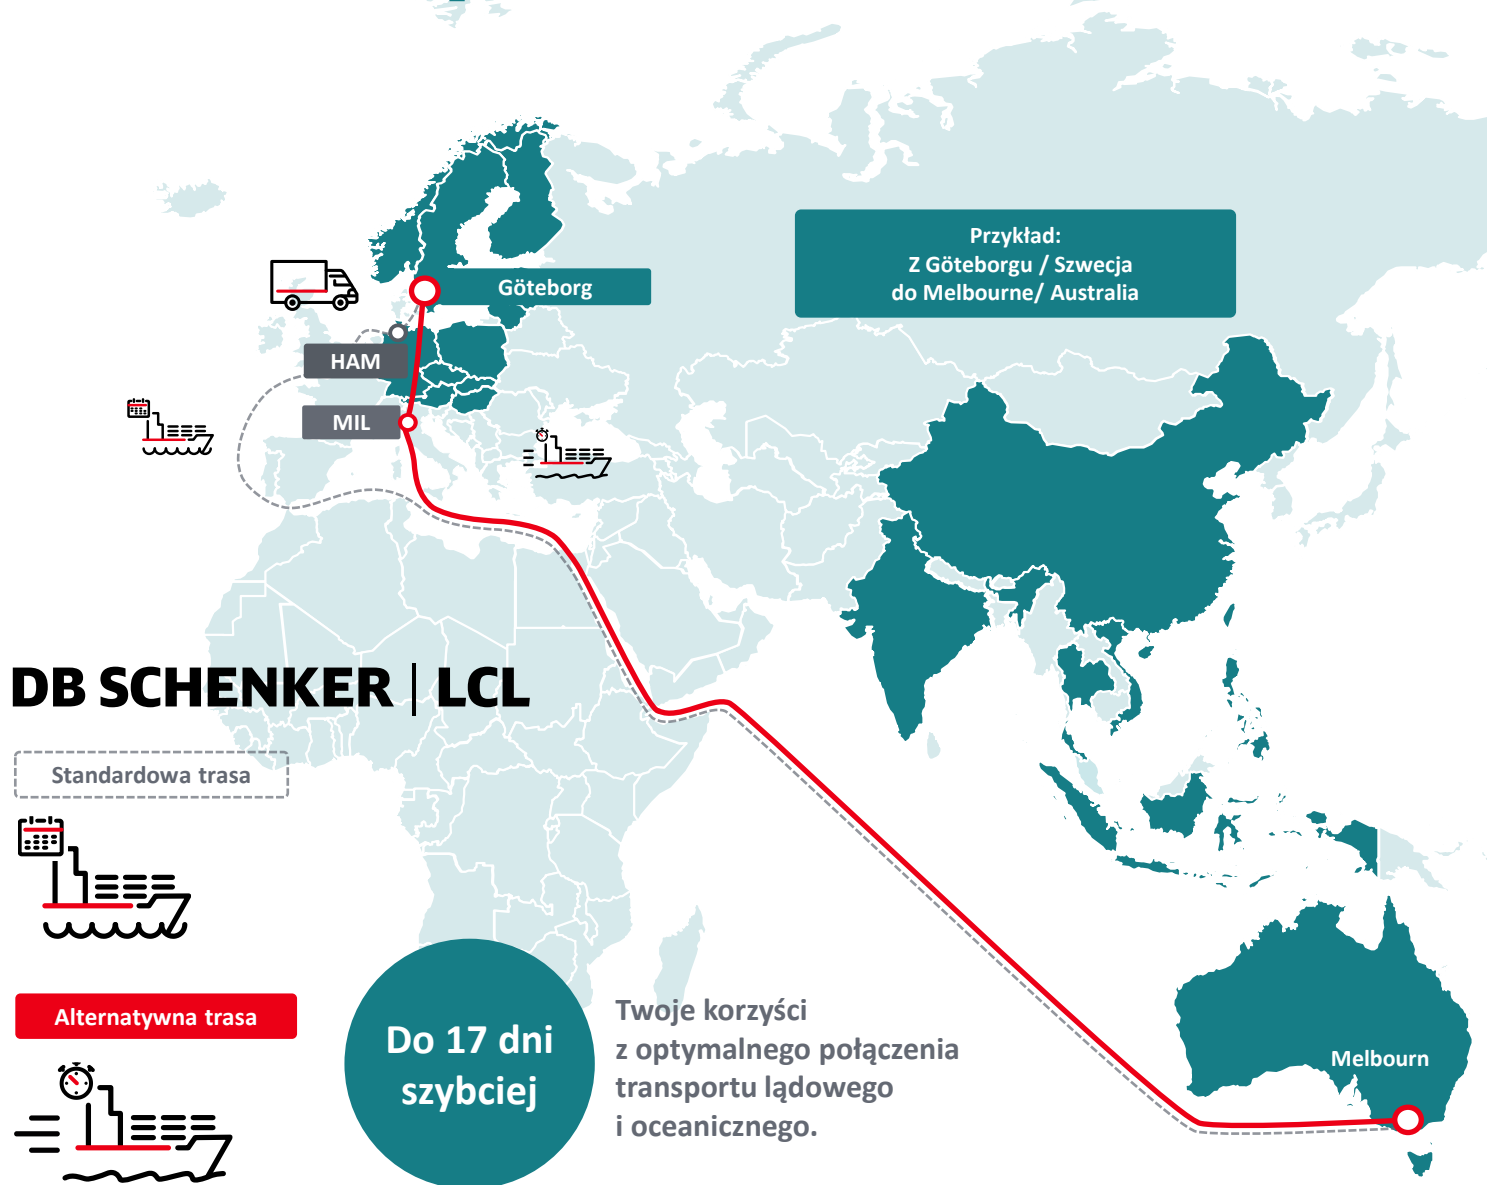 Przykład:
Z Göteborgu / Szwecja
do Melbourne/ Australia
Göteborg
HAM
MIL
DB SCHENKER | LCL
Standardowa trasa
Alternatywna trasa
Do 17 dni
szybciej
Twoje korzyści
z optymalnego połączenia
transportu lądowego
i oceanicznego.
Melbourn